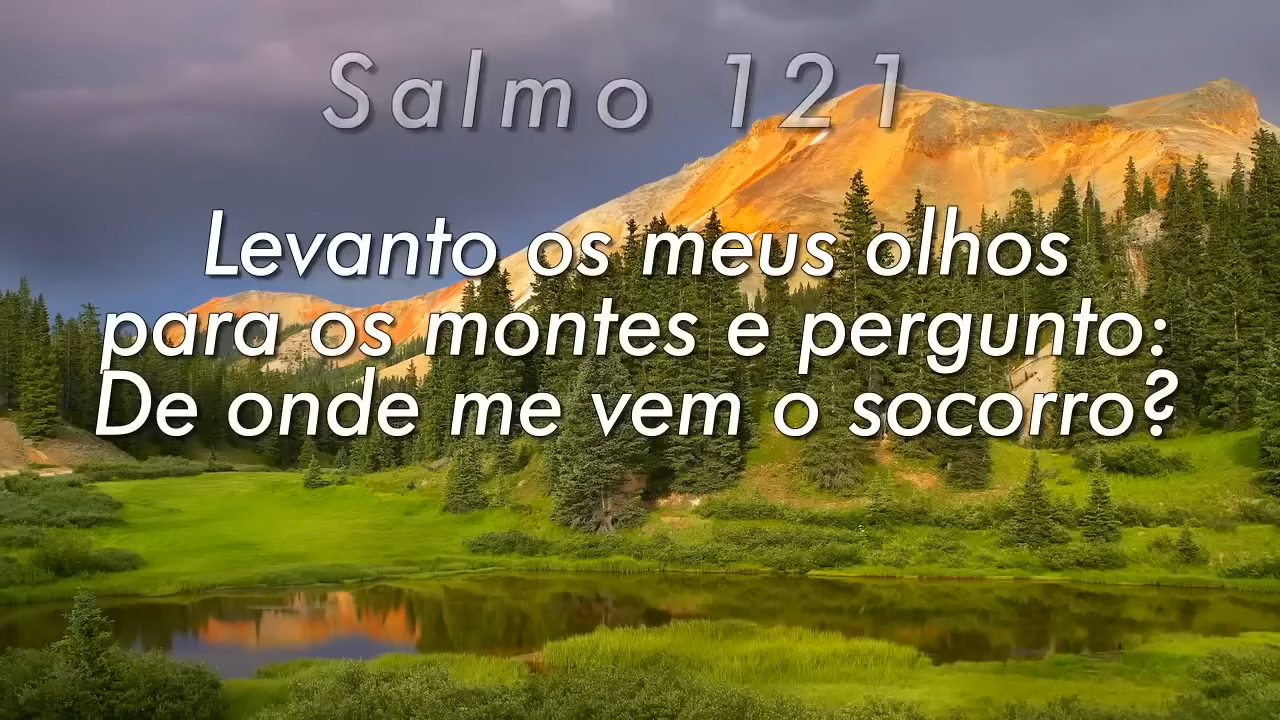 Salmo 121
Levanto os meus olhos
para os montes e pergunto:
De onde me vem o socorro?